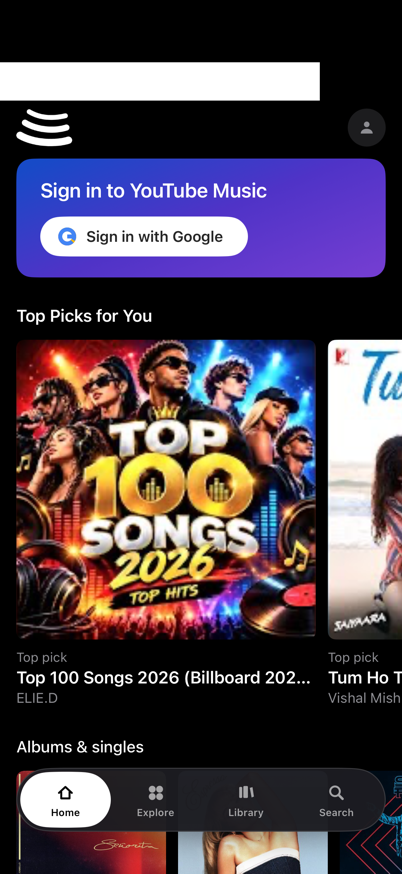 Sign in to YouTube Music
Sign in with Google
Top Picks for You
TOP
100
SONGS
2026
TOP HITS
SAIYAARA
Top pick
Top 100 Songs 2026 (Billboard 202...
ELIE.D
Top pick
Tum Ho T
Vishal Mish
Albums & singles
Señorita
Home
Explore
Library
Search